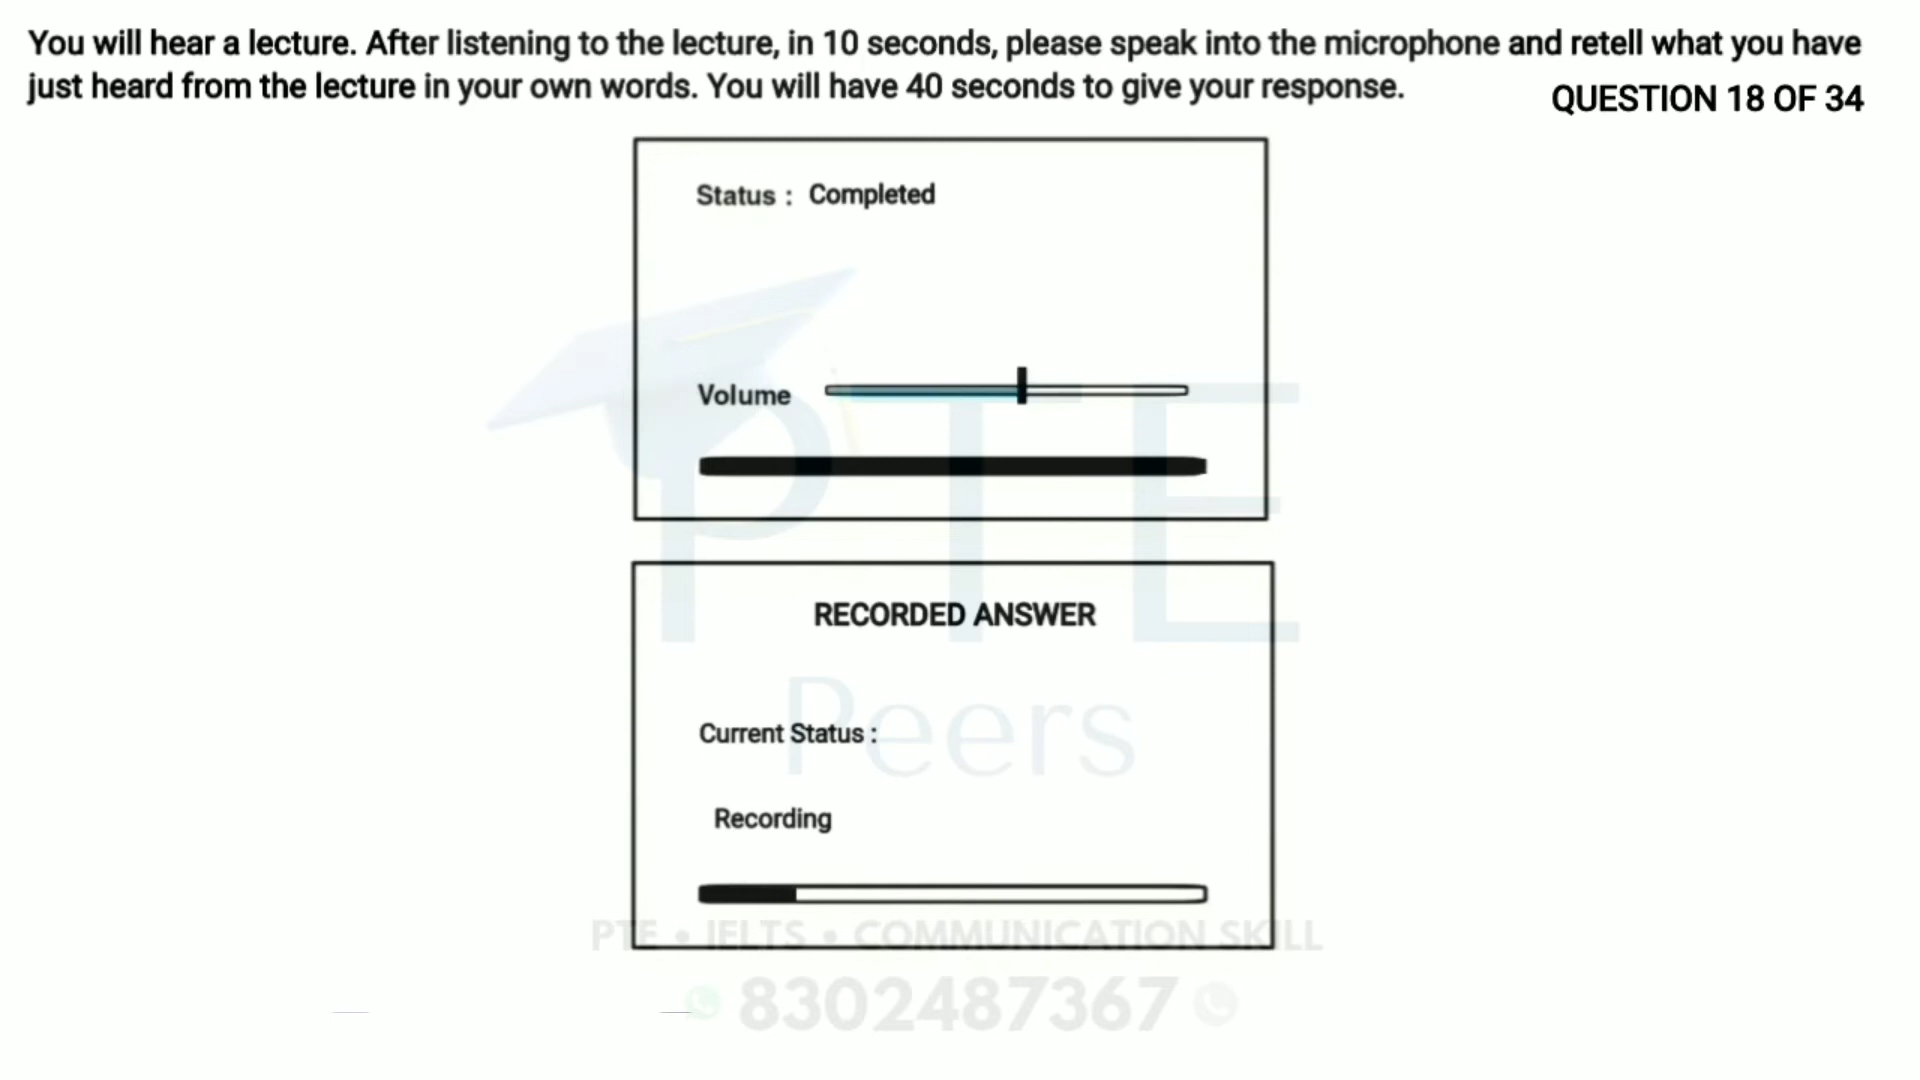 You will hear a lecture. After listening to the lecture, in 10 seconds, please speak into the microphone and retell what you have
just heard from the lecture in your own words. You will have 40 seconds to give your response.
QUESTION 18 OF 34
Status : Completed
Volume
PTE
Peers
RECORDED ANSWER
Current Status :
Recording
PTE • IELTS • COMMUNICATION SKILL
8302487367